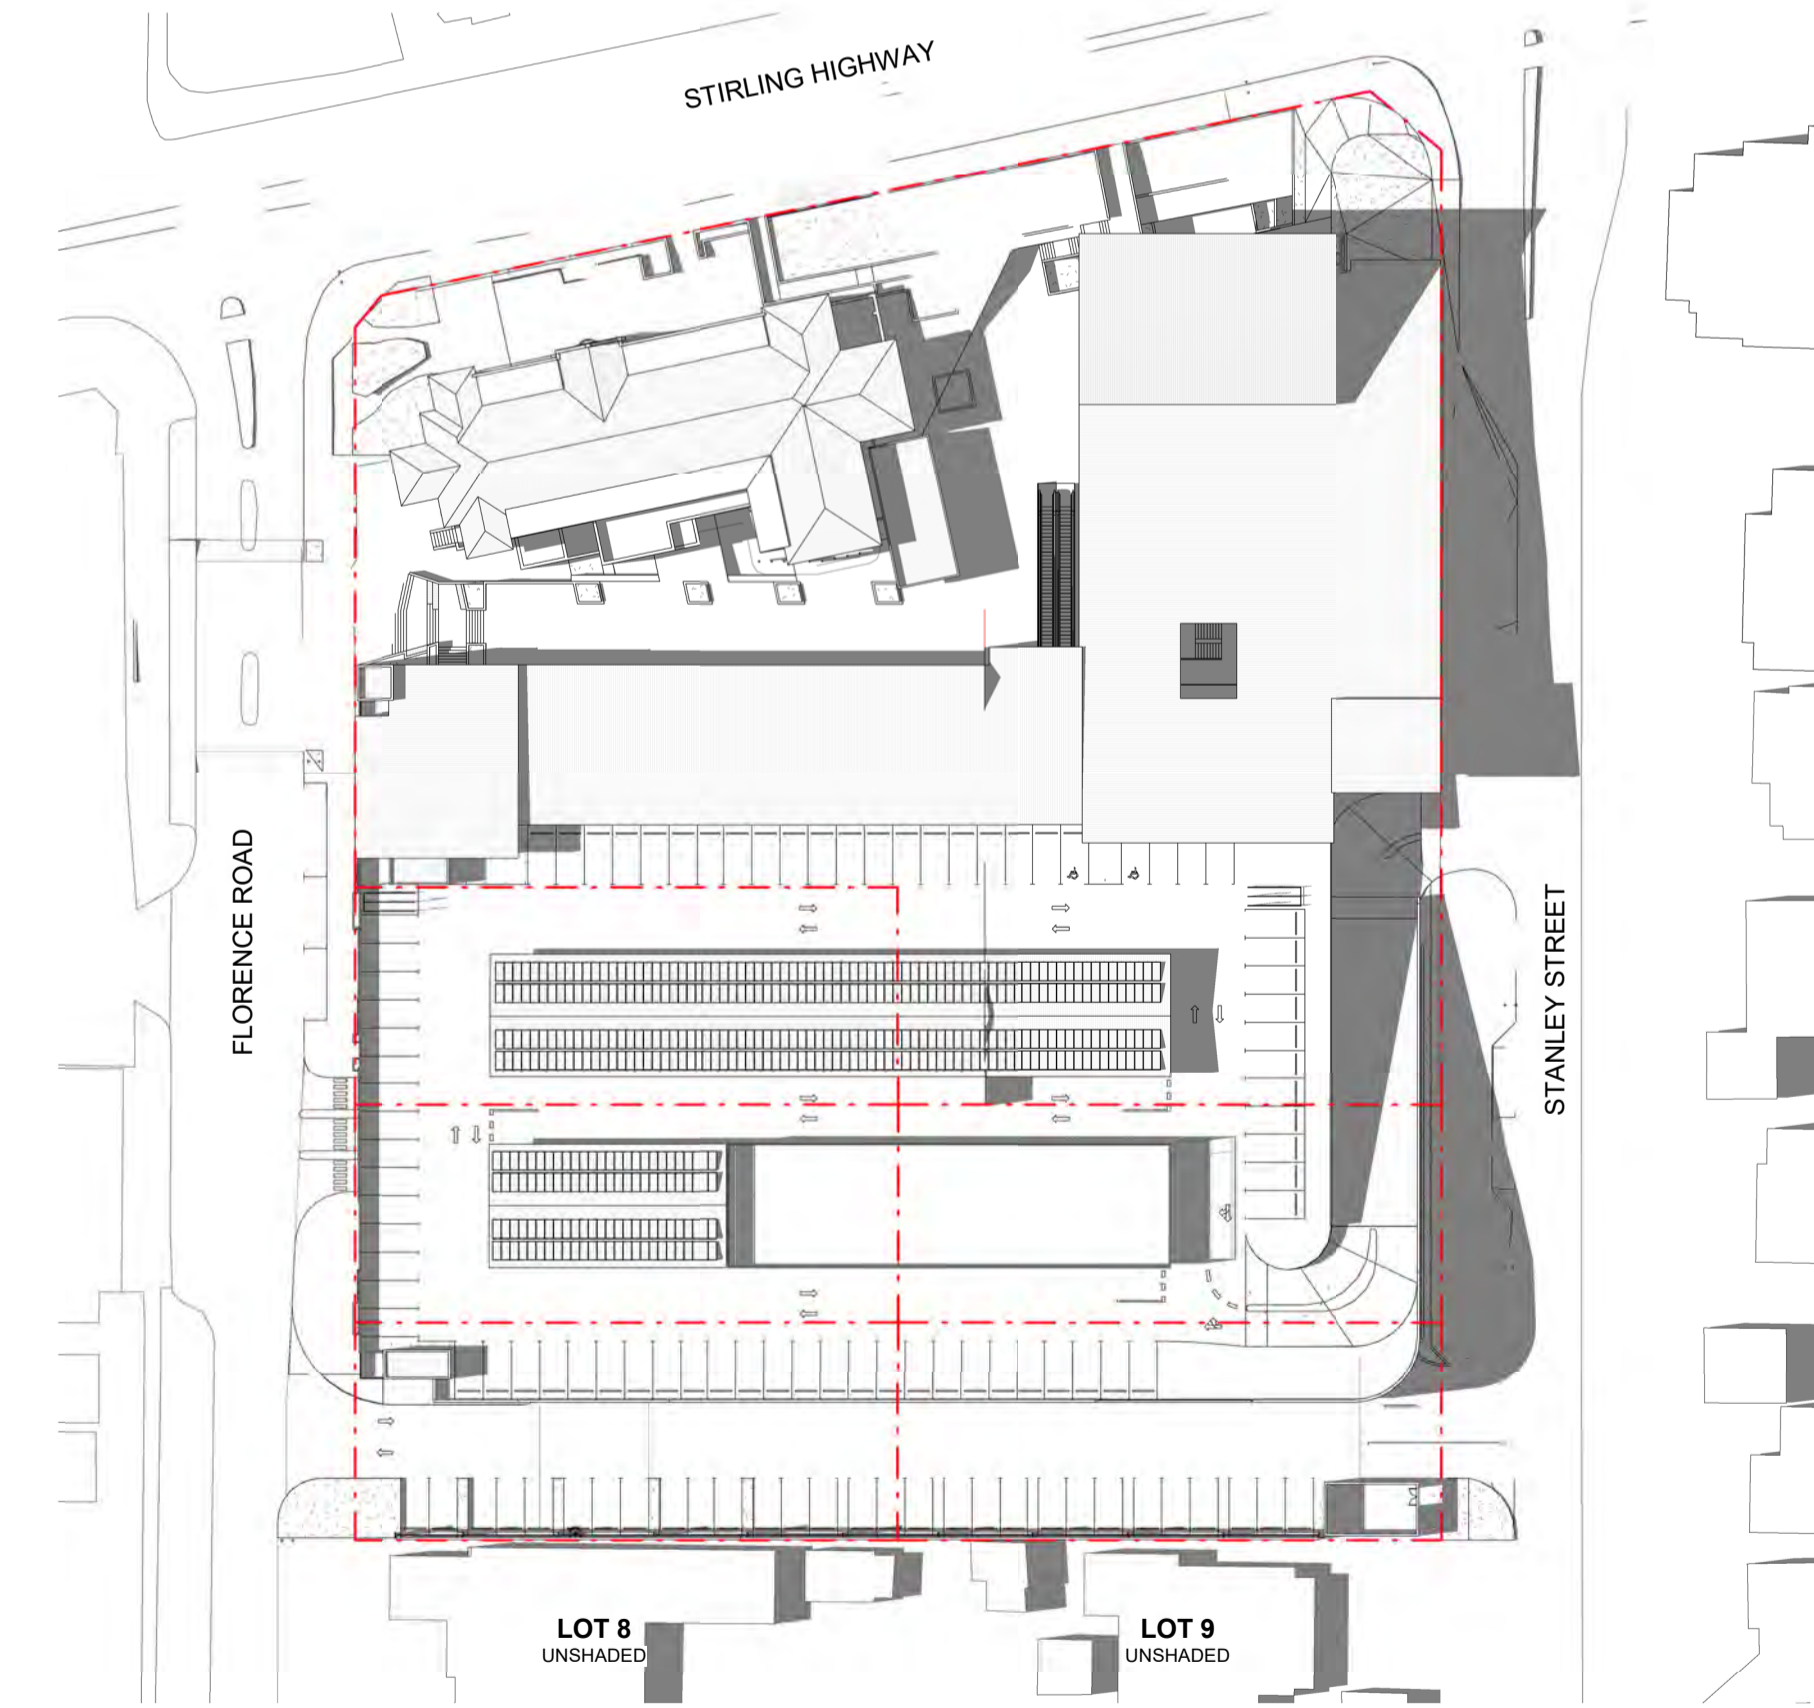 STIRLING HIGHWAY
FLORENCE ROAD
STANLEY STREET
LOT 8
UNSHADED
LOT 9
UNSHADED